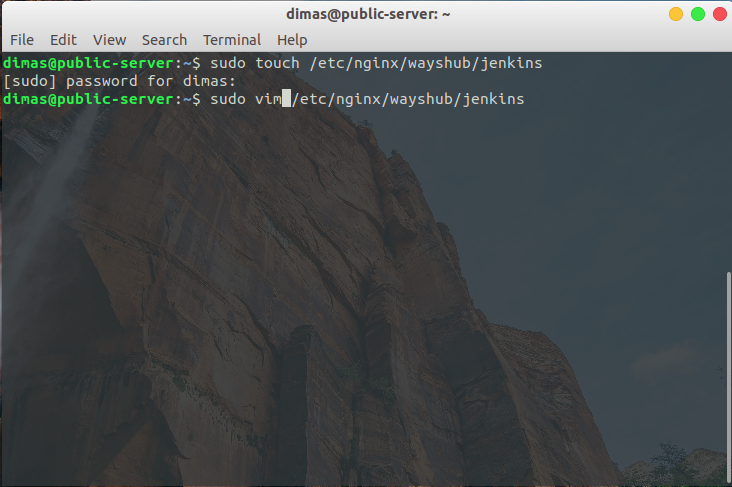 dimas@public-server: ~
File Edit View Search Terminal Help
dimas@public-server:~$ sudo touch /etc/nginx/wayshub/jenkins
[sudo] password for dimas:
dimas@public-server:~$ sudo vim /etc/nginx/wayshub/jenkins